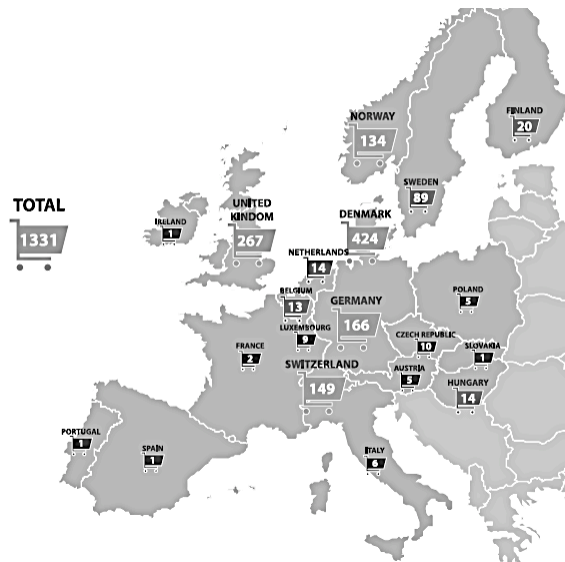 NORWAY
134
FINLAND
20
SWEDEN
89
TOTAL
1331
IRELAND
1
UNITED
KINDOM
267
DENMARK
424
NETHERLANDS
14
BELGIUM
13
LUXEMBOURG
9
GERMANY
166
POLAND
5
CZECH REPUBLIC
10
SLOVAKIA
1
FRANCE
2
SWITZERLAND
149
AUSTRIA
5
HUNGARY
14
PORTUGAL
1
SPAIN
1
ITALY
6